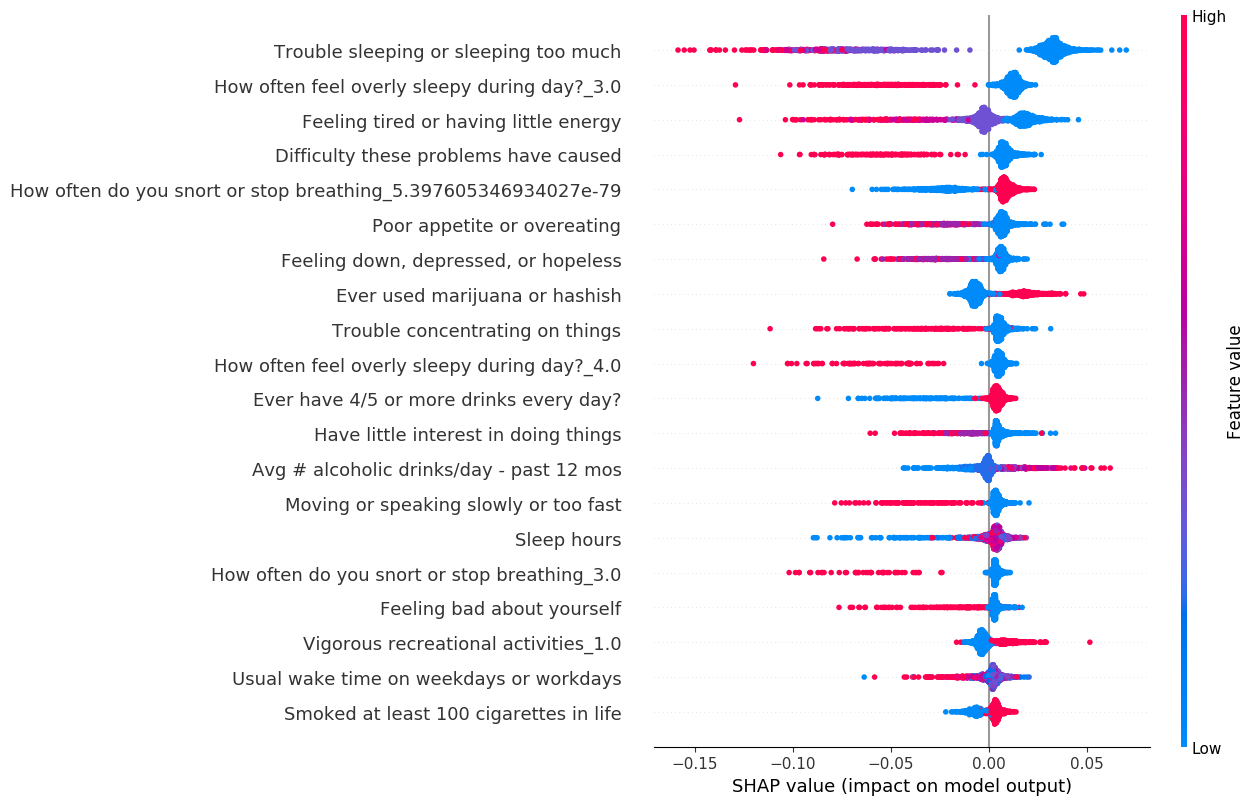 High
Trouble sleeping or sleeping too much
How often feel overly sleepy during day?_3.0
Feeling tired or having little energy
Difficulty these problems have caused
How often do you snort or stop breathing_5.397605346934027e-79
Poor appetite or overeating
Feeling down, depressed, or hopeless
Ever used marijuana or hashish
Trouble concentrating on things
How often feel overly sleepy during day?_4.0
Ever have 4/5 or more drinks every day?
Have little interest in doing things
Avg # alcoholic drinks/day - past 12 mos
Moving or speaking slowly or too fast
Sleep hours
How often do you snort or stop breathing_3.0
Feeling bad about yourself
Vigorous recreational activities_1.0
Usual wake time on weekdays or workdays
Smoked at least 100 cigarettes in life
Feature value
Low
−0.15 −0.10 −0.05 0.00 0.05
SHAP value (impact on model output)